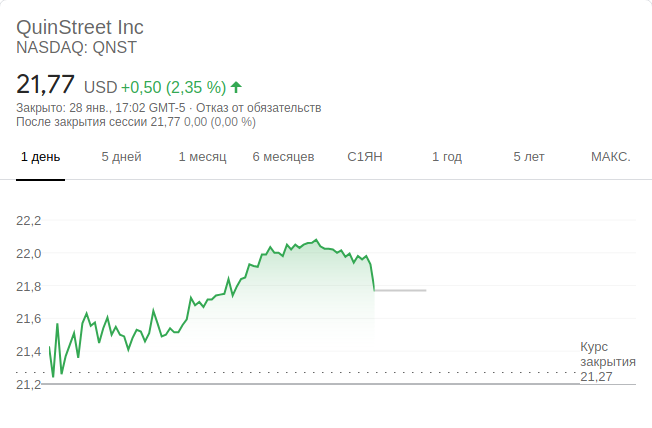 QuinStreet Inc
NASDAQ: QNST
21,77 USD +0,50 (2,35 %)
Закрыто: 28 янв., 17:02 GMT-5 · Отказ от обязательств
После закрытия сессии 21,77 0,00 (0,00 %)
1 день 5 дней 1 месяц 6 месяцев С1ЯН 1 год 5 лет МАКС.
22,2
22,0
21,8
21,6
21,4
21,2
Курс
закрытия
21,27